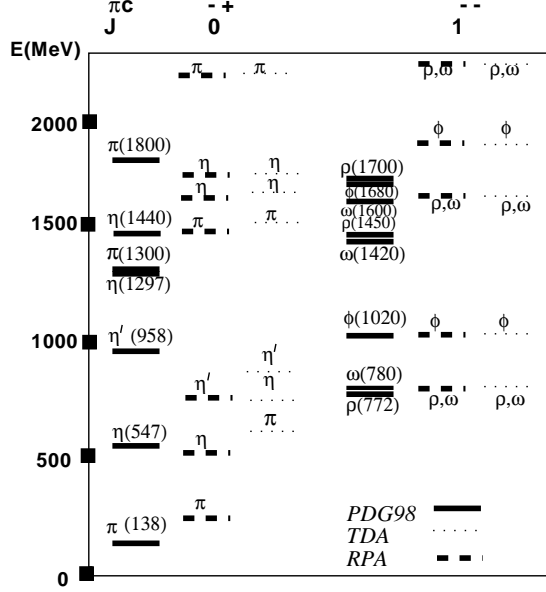 πc - + - -
J 0 1
E(MeV)
π π ρ,ω ρ,ω
2000
π(1800) φ φ
η η ρ(1700)
η η φ(1680)
1500
η(1440) π π ω(1600) ρ,ω ρ,ω
ρ(1450)
π(1300) ω(1420)
η(1297)
1000
η′ (958) φ(1020) φ φ
η′
η′ η ω(780)
π ρ(772) ρ,ω ρ,ω
η(547) η
500
π
π (138) PDG98
TDA
RPA
0